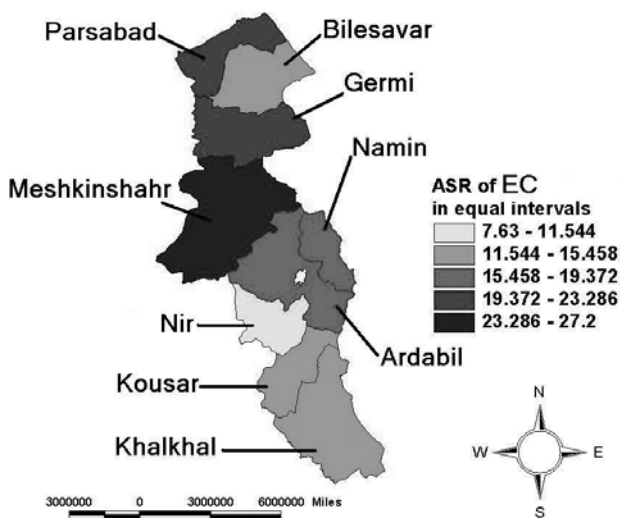 Parsabad
Bilesavar
Germi
Namin
Meshkinshahr
ASR of EC
in equal intervals
7.63 - 11.544
11.544 - 15.458
15.458 - 19.372
19.372 - 23.286
23.286 - 27.2
Nir
Ardabil
Kousar
Khalkhal
N
W E
S
3000000 0 3000000 6000000 Miles